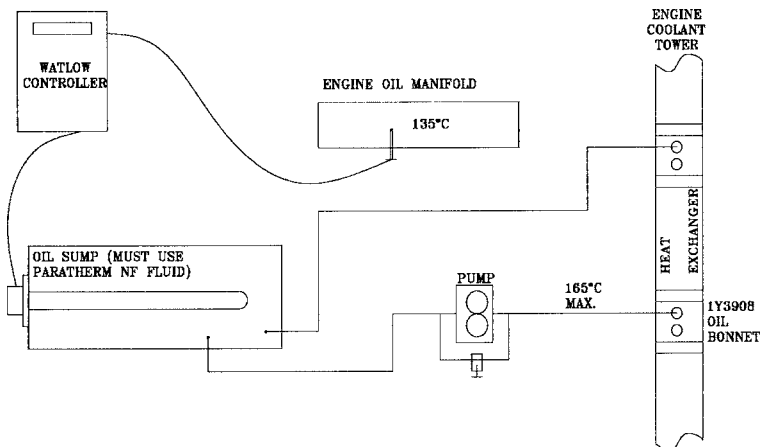 ENGINE
COOLANT
TOWER
WATLOW
CONTROLLER
ENGINE OIL MANIFOLD
135°C
OIL SUMP (MUST USE
PARATHERM NF FLUID)
HEAT
EXCHANGER
PUMP
165°C
MAX.
1Y3908
OIL
BONNET